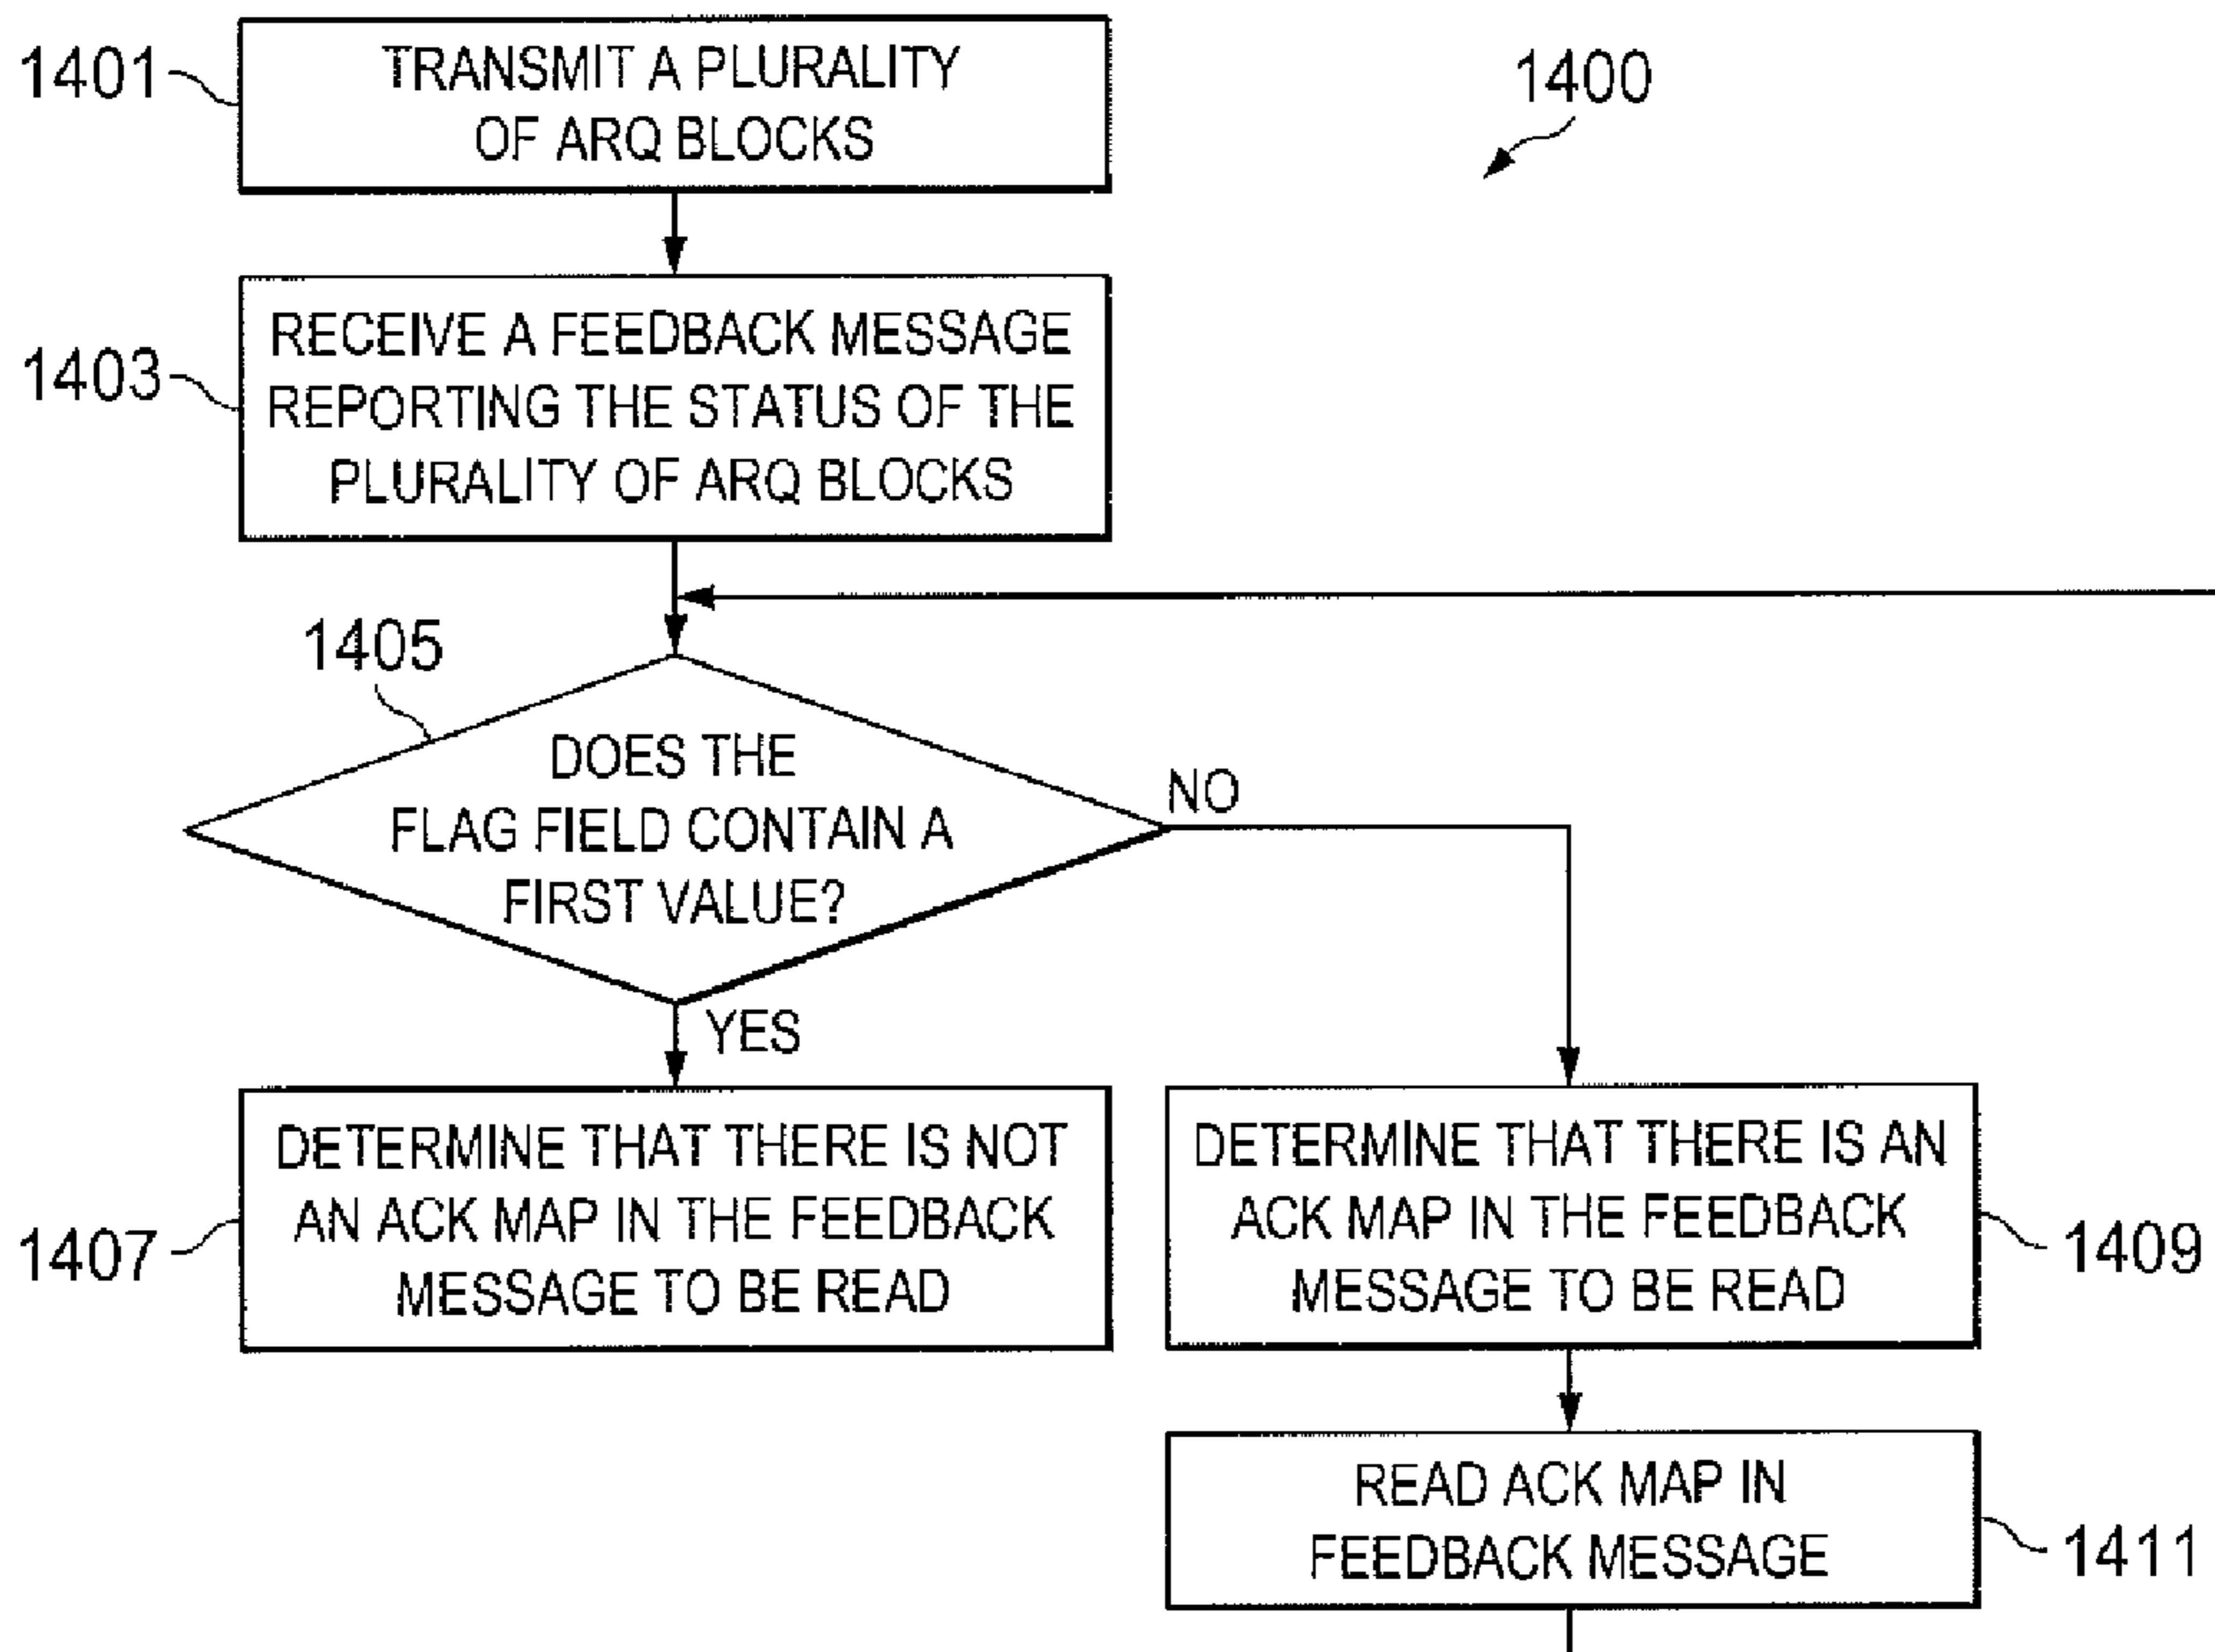 1401
TRANSMIT A PLURALITY
OF ARQ BLOCKS
1400
1403
RECEIVE A FEEDBACK MESSAGE
REPORTING THE STATUS OF THE
PLURALITY OF ARQ BLOCKS
1405
DOES THE
FLAG FIELD CONTAIN A
FIRST VALUE?
NO
YES
1407
DETERMINE THAT THERE IS NOT
AN ACK MAP IN THE FEEDBACK
MESSAGE TO BE READ
DETERMINE THAT THERE IS AN
ACK MAP IN THE FEEDBACK
MESSAGE TO BE READ
1409
READ ACK MAP IN
FEEDBACK MESSAGE
1411